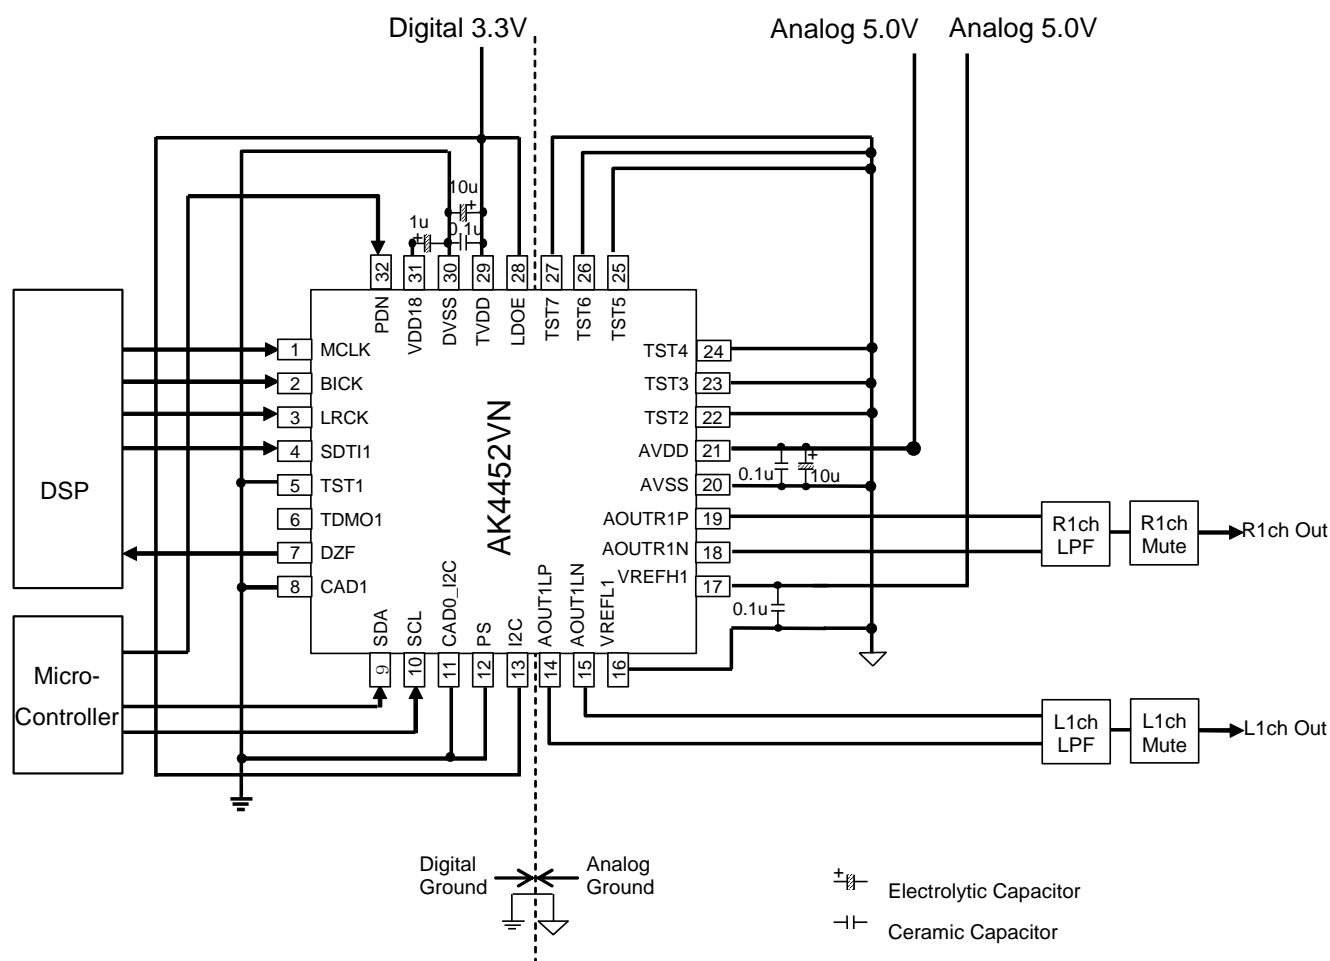 Digital 3.3V
Analog 5.0V
Analog 5.0V
10u
1u
0.1u
32
31
30
29
28
27
26
25
PDN
VDD18
DVSS
TVDD
LDOE
TST7
TST6
TST5
DSP
1 MCLK
2 BICK
3 LRCK
4 SDTI1
5 TST1
6 TDMO1
7 DZF
8 CAD1
AK4452VN
TST4 24
TST3 23
TST2 22
AVDD 21
0.1u
10u
AVSS 20
AOUTR1P 19
AOUTR1N 18
VREFH1 17
0.1u
R1ch
LPF
R1ch
Mute
R1ch Out
SDA
SCL
CAD0_I2C
PS
I2C
AOUT1LP
AOUT1LN
VREFL1
9
10
11
12
13
14
15
16
Micro-
Controller
L1ch
LPF
L1ch
Mute
L1ch Out
Digital
Ground
Analog
Ground
+
Electrolytic Capacitor
Ceramic Capacitor